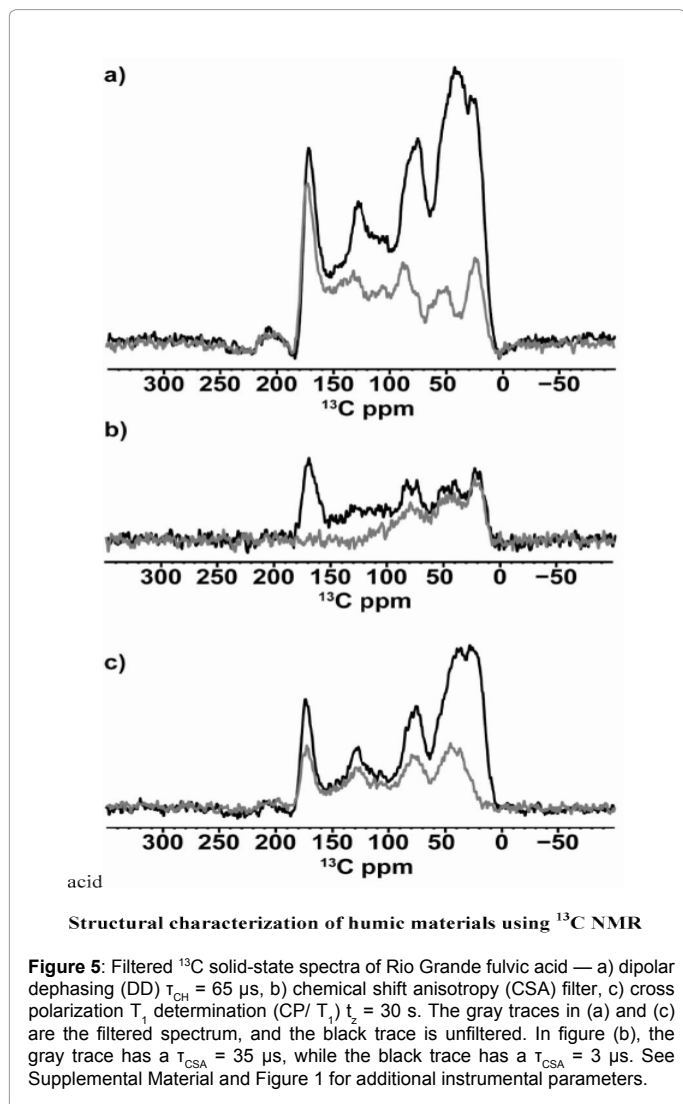 a)
300 250 200 150 100 50 0 −50
¹³C ppm
b)
300 250 200 150 100 50 0 −50
¹³C ppm
c)
300 250 200 150 100 50 0 −50
¹³C ppm
acid
Structural characterization of humic materials using ¹³C NMR
Figure 5: Filtered ¹³C solid-state spectra of Rio Grande fulvic acid — a) dipolar
dephasing (DD) τ_CH = 65 µs, b) chemical shift anisotropy (CSA) filter, c) cross
polarization T₁ determination (CP/ T₁) t_z = 30 s. The gray traces in (a) and (c)
are the filtered spectrum, and the black trace is unfiltered. In figure (b), the
gray trace has a τ_CSA = 35 µs, while the black trace has a τ_CSA = 3 µs. See
Supplemental Material and Figure 1 for additional instrumental parameters.